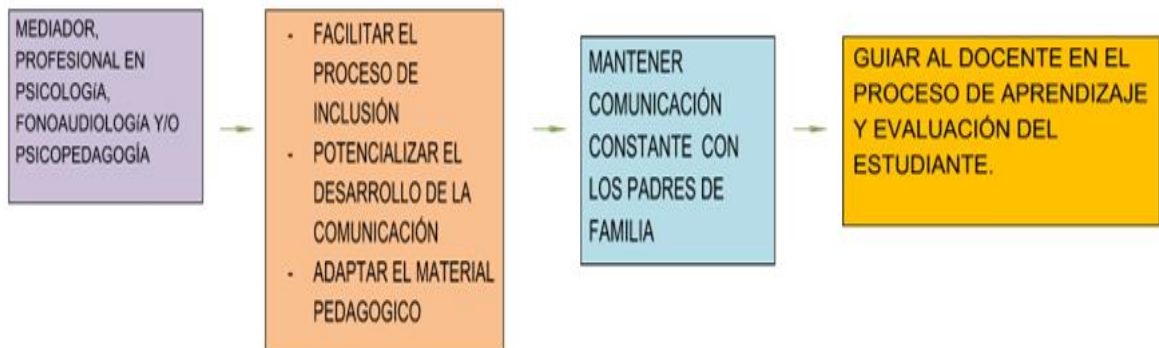 MEDIADOR,
PROFESIONAL EN
PSICOLOGíA,
FONOAUDIOLOGíA Y/O
PSICOPEDAGOGÍA
- FACILITAR EL
PROCESO DE
INCLUSIÓN
- POTENCIALIZAR EL
DESARROLLO DE LA
COMUNICACIÓN
- ADAPTAR EL MATERIAL
PEDAGOGICO
MANTENER
COMUNICACIÓN
CONSTANTE CON
LOS PADRES DE
FAMILIA
GUIAR AL DOCENTE EN EL
PROCESO DE APRENDIZAJE
Y EVALUACIÓN DEL
ESTUDIANTE.